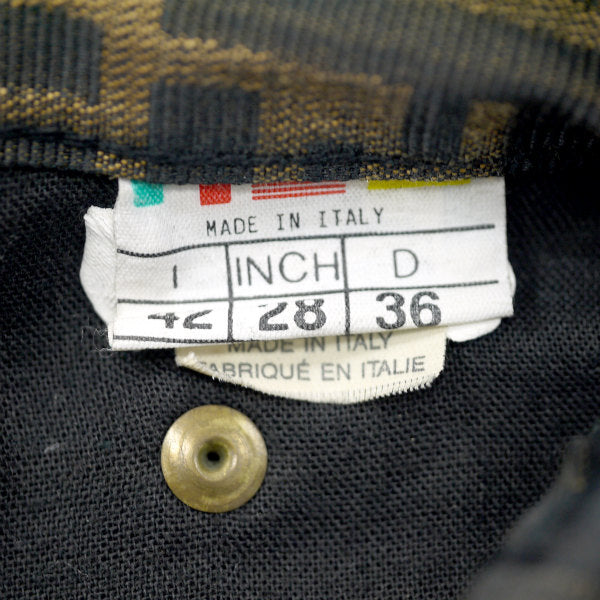 MADE IN ITALY
I INCH D
42 28 36
MADE IN ITALY
FABRIQUÉ EN ITALIE